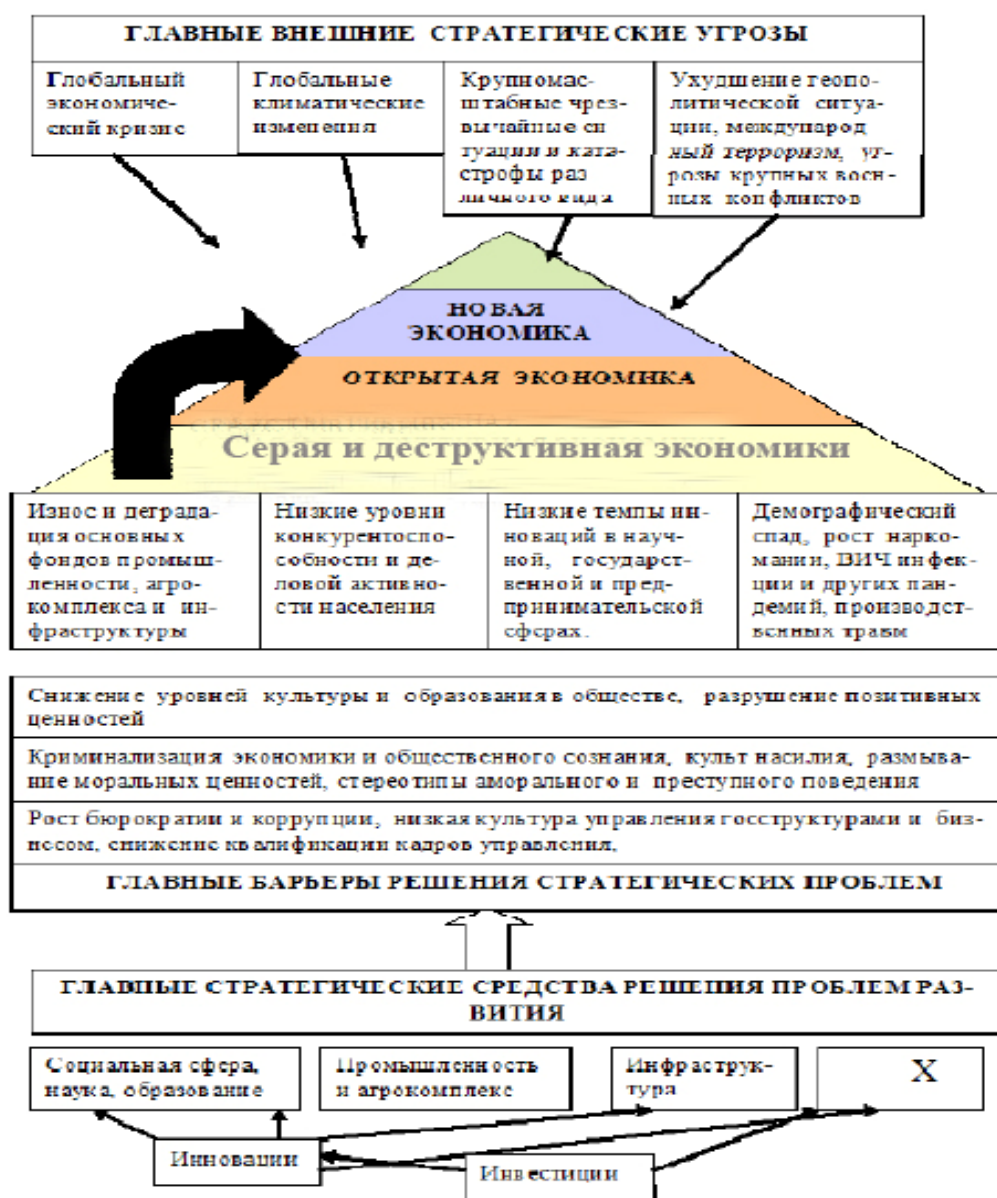 ГЛАВНЫЕ ВНЕШНИЕ СТРАТЕГИЧЕСКИЕ УГРОЗЫ
Глобальный
экономиче-
ский кризис
Глобальные
климатические
изменения
Крупномас-
штабные чрез-
вычайные си
туации и ката-
строфы раз
личного вида
Ухудшение геопо-
литической ситуа-
ции, международ
ный терроризм, уг-
розы крупных воен-
ных конфликтов
НОВАЯ
ЭКОНОМИКА
ОТКРЫТАЯ ЭКОНОМИКА
Серая и деструктивная экономики
Износ и деграда-
ция основных
фондов промыш-
ленности, агро-
комплекса и ин-
фраструктуры
Низкие уровни
конкурентоспо-
собности и де-
ловой активно-
сти населения
Низкие темпы ин-
новаций в науч-
ной, государст-
венной и пред-
принимательской
сферах.
Демографический
спад, рост нарко-
мании, ВИЧ инфек-
ции и других пан-
демий, производст-
венных травм
Снижение уровней культуры и образования в обществе, разрушение позитивных
ценностей
Криминализация экономики и общественного сознания, культ насилия, размыва-
ние моральных ценностей, стереотипы аморального и преступного поведения
Рост бюрократии и коррупции, низкая культура управления госструктурами и биз-
несом, снижение квалификации кадров управления,
ГЛАВНЫЕ БАРЬЕРЫ РЕШЕНИЯ СТРАТЕГИЧЕСКИХ ПРОБЛЕМ
ГЛАВНЫЕ СТРАТЕГИЧЕСКИЕ СРЕДСТВА РЕШЕНИЯ ПРОБЛЕМ РАЗ-
ВИТИЯ
Социальная сфера,
наука, образование
Промышленность
и агрокомплекс
Инфраструк-
тура
Х
Инновации
Инвестиции